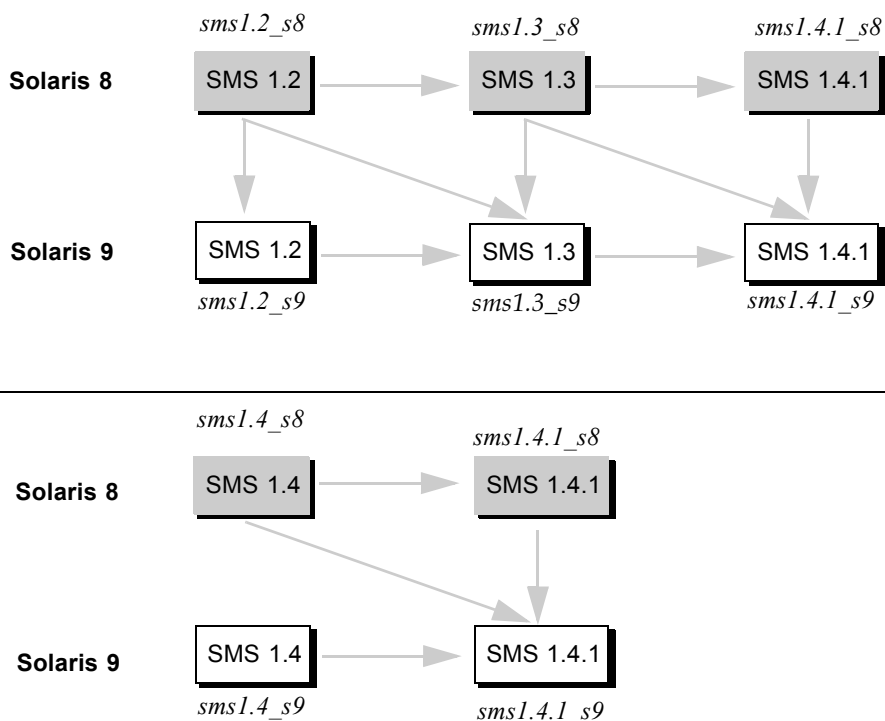 sms1.2_s8 sms1.3_s8 sms1.4.1_s8
Solaris 8 SMS 1.2 SMS 1.3 SMS 1.4.1
Solaris 9 SMS 1.2 SMS 1.3 SMS 1.4.1
sms1.2_s9 sms1.3_s9 sms1.4.1_s9
sms1.4_s8 sms1.4.1_s8
Solaris 8 SMS 1.4 SMS 1.4.1
Solaris 9 SMS 1.4 SMS 1.4.1
sms1.4_s9 sms1.4.1_s9